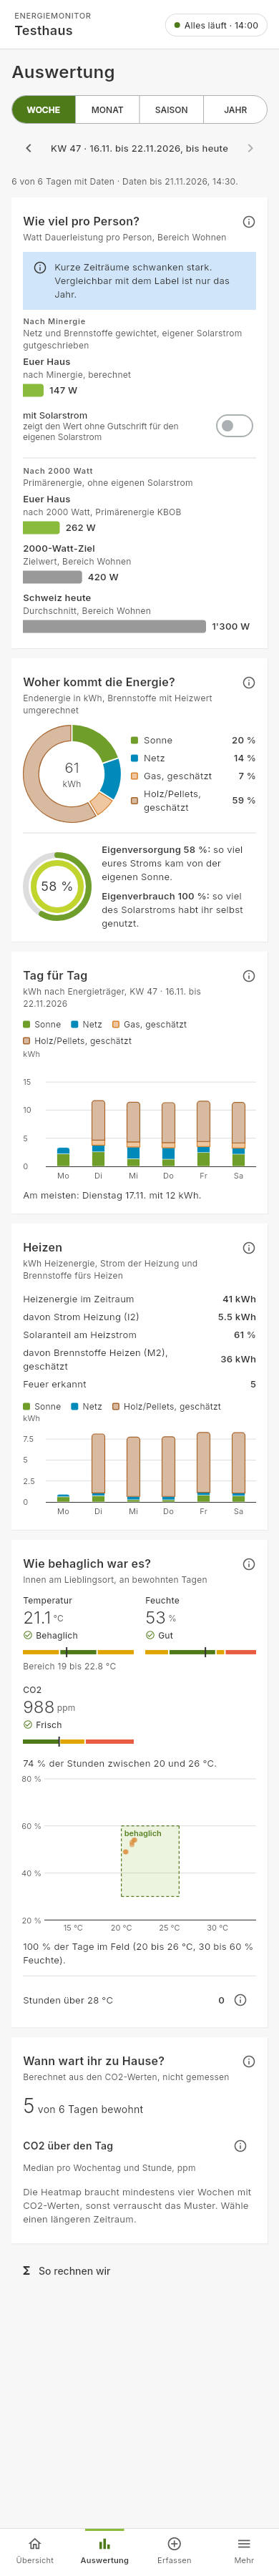 ENERGIEMONITOR
Testhaus
Alles läuft · 14:00
Auswertung
WOCHE MONAT SAISON JAHR
KW 47 · 16.11. bis 22.11.2026, bis heute
6 von 6 Tagen mit Daten · Daten bis 21.11.2026, 14:30.
Wie viel pro Person?
Watt Dauerleistung pro Person, Bereich Wohnen
Kurze Zeiträume schwanken stark.
Vergleichbar mit dem Label ist nur das
Jahr.
Nach Minergie
Netz und Brennstoffe gewichtet, eigener Solarstrom
gutgeschrieben
Euer Haus
nach Minergie, berechnet
147 W
mit Solarstrom
zeigt den Wert ohne Gutschrift für den
eigenen Solarstrom
Nach 2000 Watt
Primärenergie, ohne eigenen Solarstrom
Euer Haus
nach 2000 Watt, Primärenergie KBOB
262 W
2000-Watt-Ziel
Zielwert, Bereich Wohnen
420 W
Schweiz heute
Durchschnitt, Bereich Wohnen
1'300 W
Woher kommt die Energie?
Endenergie in kWh, Brennstoffe mit Heizwert
umgerechnet
61
kWh
Sonne 20 %
Netz 14 %
Gas, geschätzt 7 %
Holz/Pellets,
geschätzt 59 %
58 %
Eigenversorgung 58 %: so viel
eures Stroms kam von der
eigenen Sonne.
Eigenverbrauch 100 %: so viel
des Solarstroms habt ihr selbst
genutzt.
Tag für Tag
kWh nach Energieträger, KW 47 · 16.11. bis
22.11.2026
Sonne Netz Gas, geschätzt
Holz/Pellets, geschätzt
kWh
15
10
5
0
Mo Di Mi Do Fr Sa
Am meisten: Dienstag 17.11. mit 12 kWh.
Heizen
kWh Heizenergie, Strom der Heizung und
Brennstoffe fürs Heizen
Heizenergie im Zeitraum 41 kWh
davon Strom Heizung (I2) 5.5 kWh
Solaranteil am Heizstrom 61 %
davon Brennstoffe Heizen (M2),
geschätzt 36 kWh
Feuer erkannt 5
Sonne Netz Holz/Pellets, geschätzt
kWh
7.5
5
2.5
0
Mo Di Mi Do Fr Sa
Wie behaglich war es?
Innen am Lieblingsort, an bewohnten Tagen
Temperatur Feuchte
21.1 °C 53 %
Behaglich Gut
Bereich 19 bis 22.8 °C
CO2
988 ppm
Frisch
74 % der Stunden zwischen 20 und 26 °C.
80 %
60 %
behaglich
40 %
20 %
15 °C 20 °C 25 °C 30 °C
100 % der Tage im Feld (20 bis 26 °C, 30 bis 60 %
Feuchte).
Stunden über 28 °C 0
Wann wart ihr zu Hause?
Berechnet aus den CO2-Werten, nicht gemessen
5 von 6 Tagen bewohnt
CO2 über den Tag
Median pro Wochentag und Stunde, ppm
Die Heatmap braucht mindestens vier Wochen mit
CO2-Werten, sonst verrauscht das Muster. Wähle
einen längeren Zeitraum.
Σ So rechnen wir
Übersicht Auswertung Erfassen Mehr